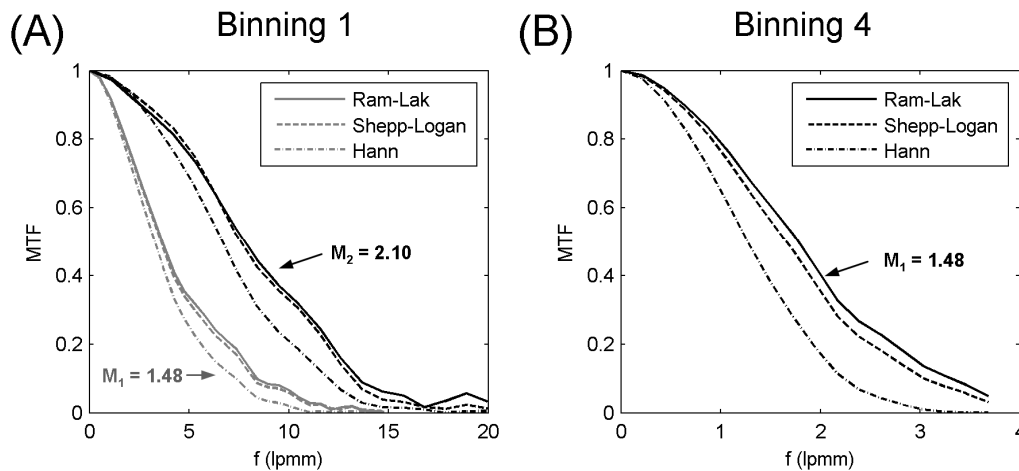 (A)
Binning 1
1
0.8
0.6
0.4
0.2
0
MTF
Ram-Lak
Shepp-Logan
Hann
M2 = 2.10
M1 = 1.48
0 5 10 15 20
f (lpmm)
(B)
Binning 4
1
0.8
0.6
0.4
0.2
0
MTF
Ram-Lak
Shepp-Logan
Hann
M1 = 1.48
0 1 2 3 4
f (lpmm)